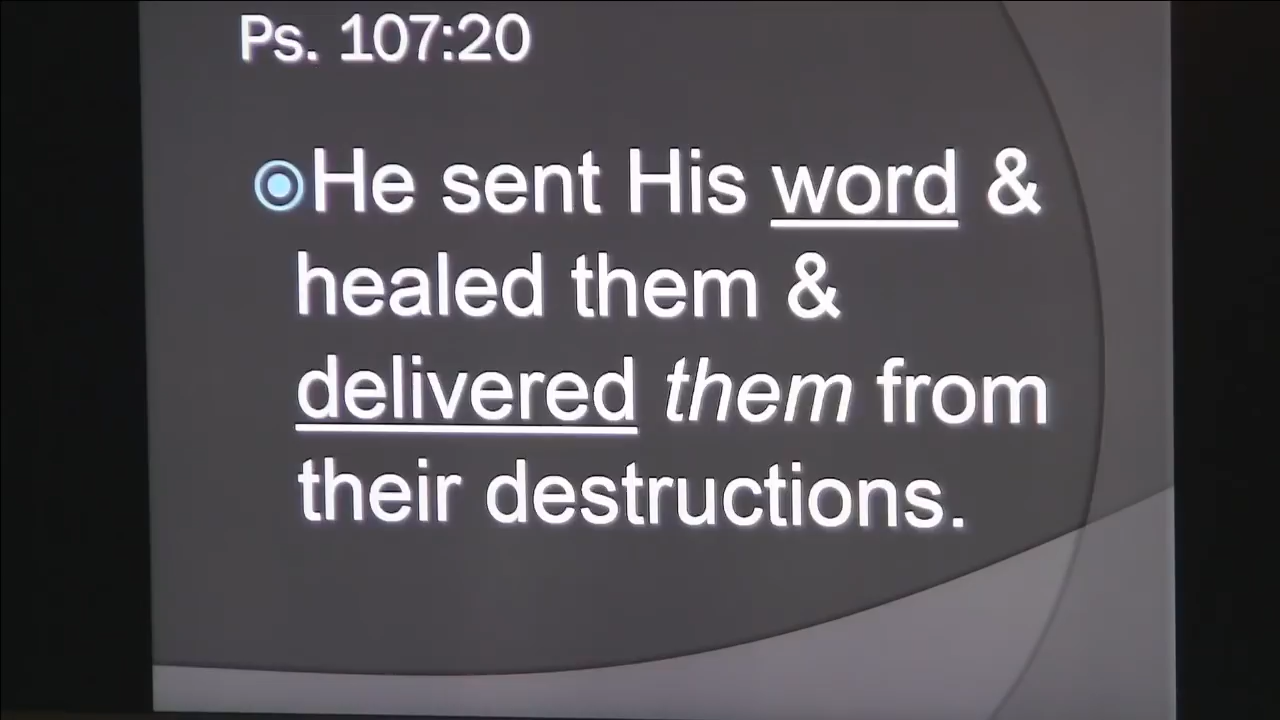 Ps. 107:20
He sent His word &
healed them &
delivered them from
their destructions.